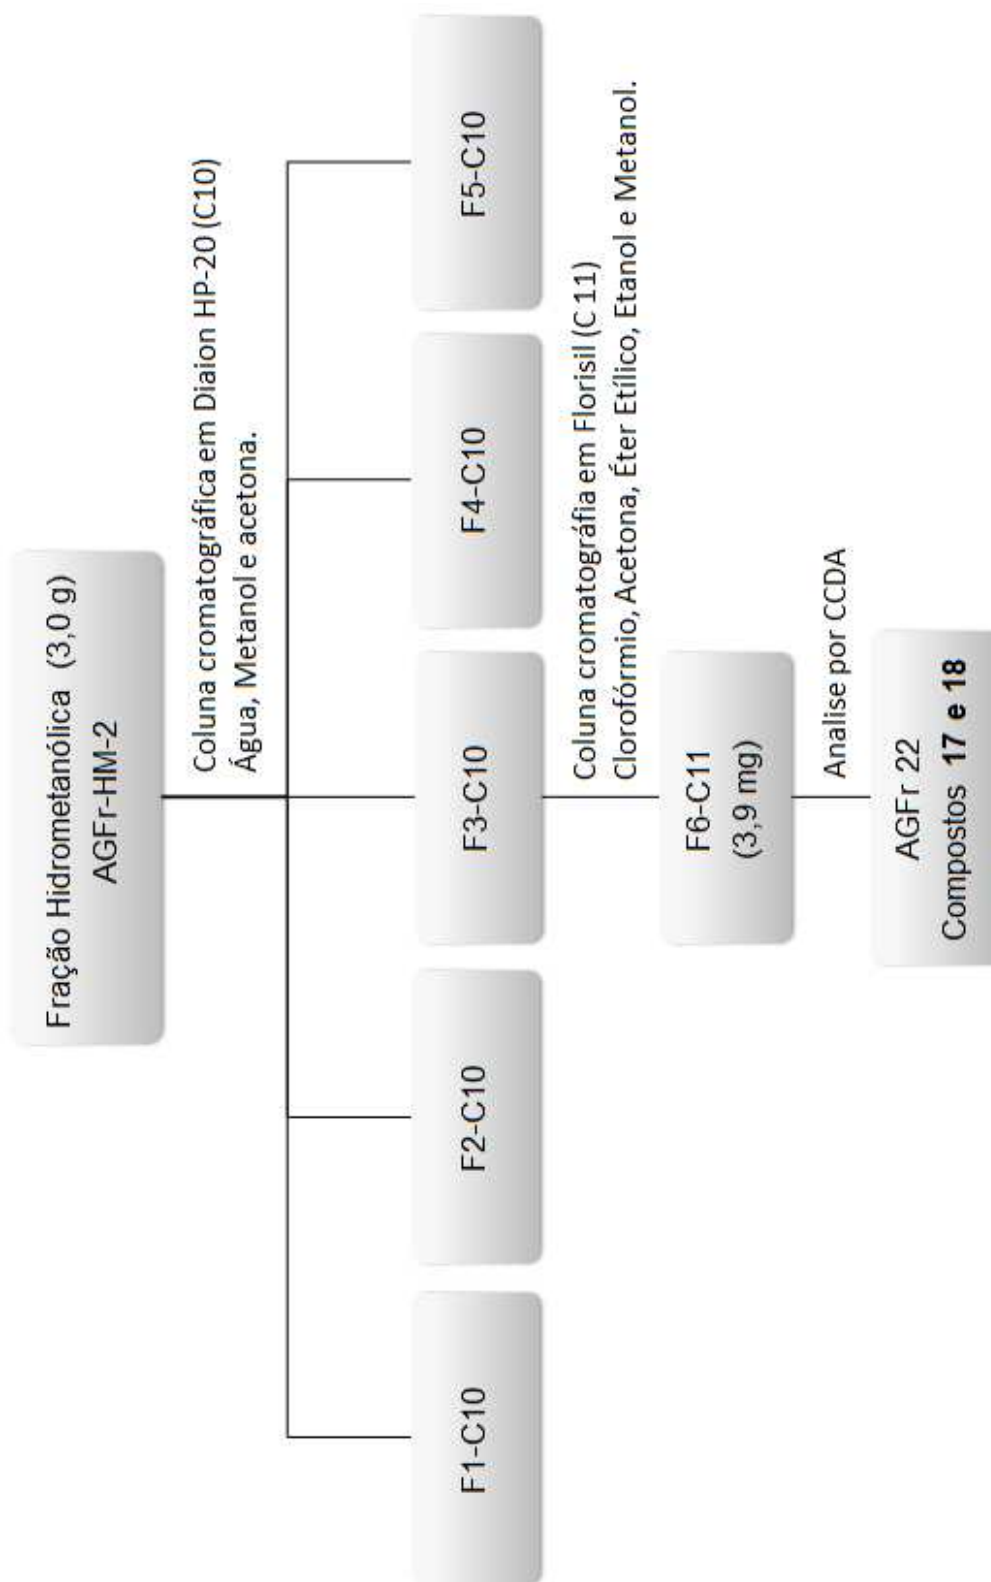 Fração Hidrometanólica (3,0 g)
AGFr-HM-2
Coluna cromatográfica em Diaion HP-20 (C10)
Água, Metanol e acetona.
F1-C10
F2-C10
F3-C10
F4-C10
F5-C10
Coluna cromatográfia em Florisil (C 11)
Clorofórmio, Acetona, Éter Etílico, Etanol e Metanol.
F6-C11
(3,9 mg)
Analise por CCDA
AGFr 22
Compostos 17 e 18